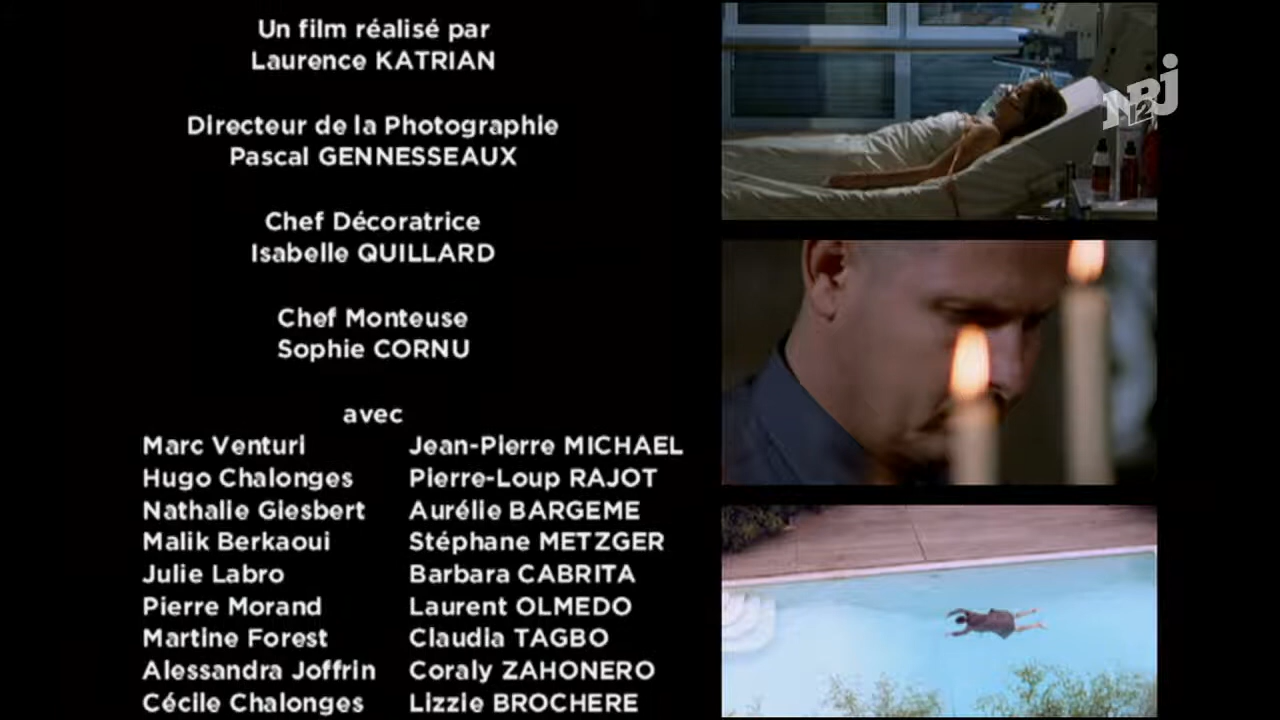 Un film réalisé par
Laurence KATRIAN
Directeur de la Photographie
Pascal GENNESSEAUX
Chef Décoratrice
Isabelle QUILLARD
Chef Monteuse
Sophie CORNU
avec
Marc Venturi Jean-Pierre MICHAEL
Hugo Chalonges Pierre-Loup RAJOT
Nathalie Giesbert Aurélie BARGEME
Malik Berkaoui Stéphane METZGER
Julie Labro Barbara CABRITA
Pierre Morand Laurent OLMEDO
Martine Forest Claudia TAGBO
Alessandra Joffrin Coraly ZAHONERO
Cécile Chalonges Lizzie BROCHERE
NRJ
12